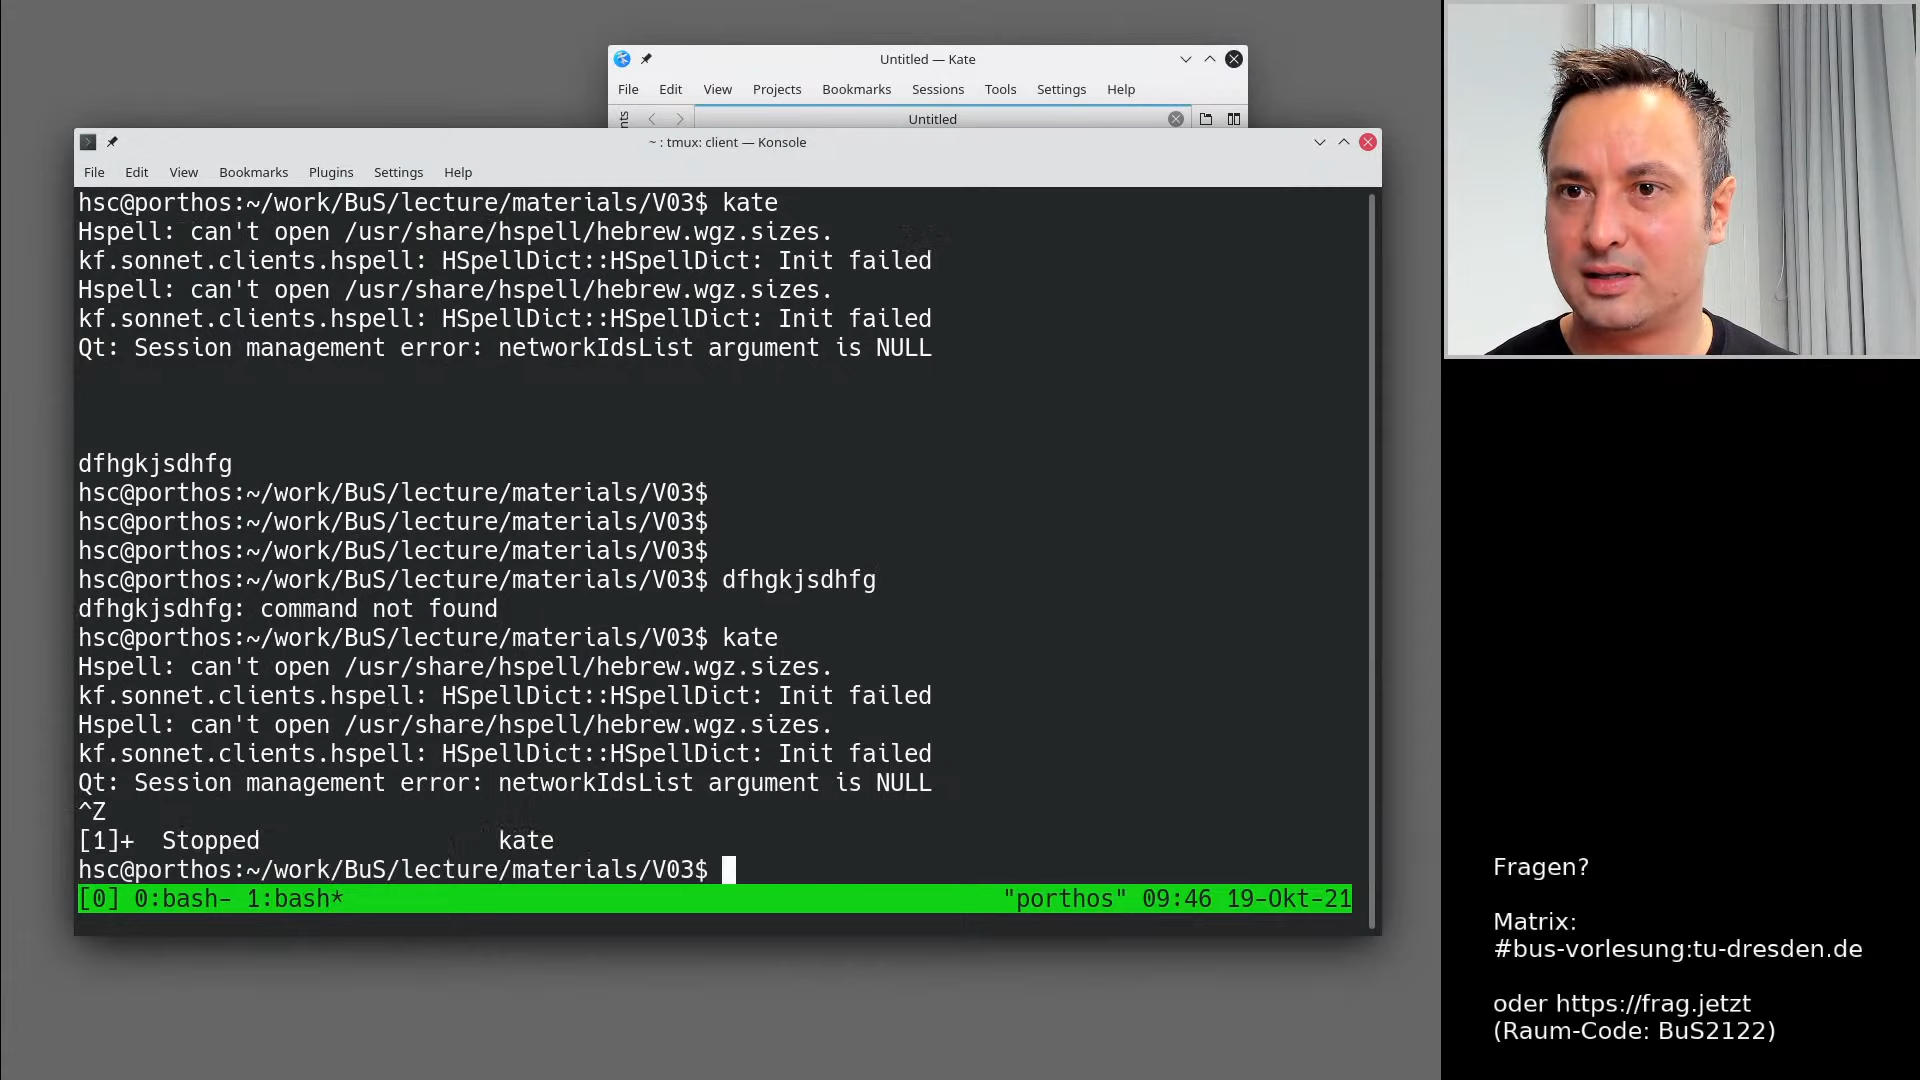 Untitled — Kate
File Edit View Projects Bookmarks Sessions Tools Settings Help
Untitled
~ : tmux: client — Konsole
File Edit View Bookmarks Plugins Settings Help
hsc@porthos:~/work/BuS/lecture/materials/V03$ kate
Hspell: can't open /usr/share/hspell/hebrew.wgz.sizes.
kf.sonnet.clients.hspell: HSpellDict::HSpellDict: Init failed
Hspell: can't open /usr/share/hspell/hebrew.wgz.sizes.
kf.sonnet.clients.hspell: HSpellDict::HSpellDict: Init failed
Qt: Session management error: networkIdsList argument is NULL
dfhgkjsdhfg
hsc@porthos:~/work/BuS/lecture/materials/V03$
hsc@porthos:~/work/BuS/lecture/materials/V03$
hsc@porthos:~/work/BuS/lecture/materials/V03$
hsc@porthos:~/work/BuS/lecture/materials/V03$ dfhgkjsdhfg
dfhgkjsdhfg: command not found
hsc@porthos:~/work/BuS/lecture/materials/V03$ kate
Hspell: can't open /usr/share/hspell/hebrew.wgz.sizes.
kf.sonnet.clients.hspell: HSpellDict::HSpellDict: Init failed
Hspell: can't open /usr/share/hspell/hebrew.wgz.sizes.
kf.sonnet.clients.hspell: HSpellDict::HSpellDict: Init failed
Qt: Session management error: networkIdsList argument is NULL
^Z
[1]+  Stopped                 kate
hsc@porthos:~/work/BuS/lecture/materials/V03$
[0] 0:bash- 1:bash* "porthos" 09:46 19-Okt-21
Fragen?
Matrix:
#bus-vorlesung:tu-dresden.de
oder https://frag.jetzt
(Raum-Code: BuS2122)